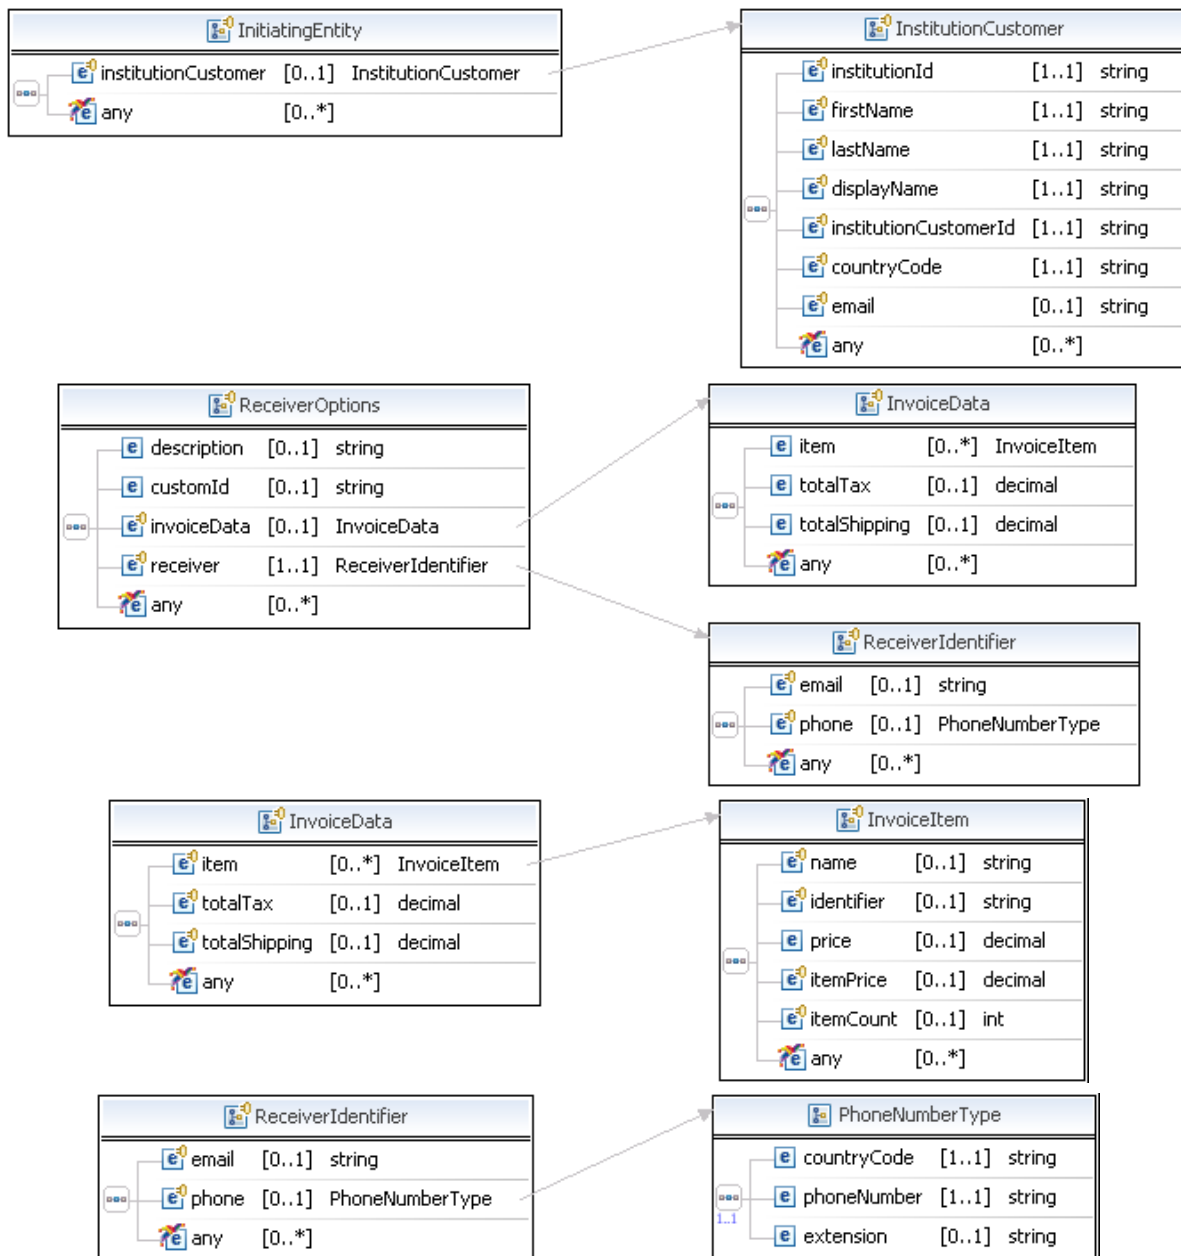 InitiatingEntity
institutionCustomer [0..1] InstitutionCustomer
any [0..*]
InstitutionCustomer
institutionId [1..1] string
firstName [1..1] string
lastName [1..1] string
displayName [1..1] string
institutionCustomerId [1..1] string
countryCode [1..1] string
email [0..1] string
any [0..*]
ReceiverOptions
description [0..1] string
customId [0..1] string
invoiceData [0..1] InvoiceData
receiver [1..1] ReceiverIdentifier
any [0..*]
InvoiceData
item [0..*] InvoiceItem
totalTax [0..1] decimal
totalShipping [0..1] decimal
any [0..*]
ReceiverIdentifier
email [0..1] string
phone [0..1] PhoneNumberType
any [0..*]
InvoiceData
item [0..*] InvoiceItem
totalTax [0..1] decimal
totalShipping [0..1] decimal
any [0..*]
InvoiceItem
name [0..1] string
identifier [0..1] string
price [0..1] decimal
itemPrice [0..1] decimal
itemCount [0..1] int
any [0..*]
ReceiverIdentifier
email [0..1] string
phone [0..1] PhoneNumberType
any [0..*]
PhoneNumberType
countryCode [1..1] string
phoneNumber [1..1] string
1..1
extension [0..1] string